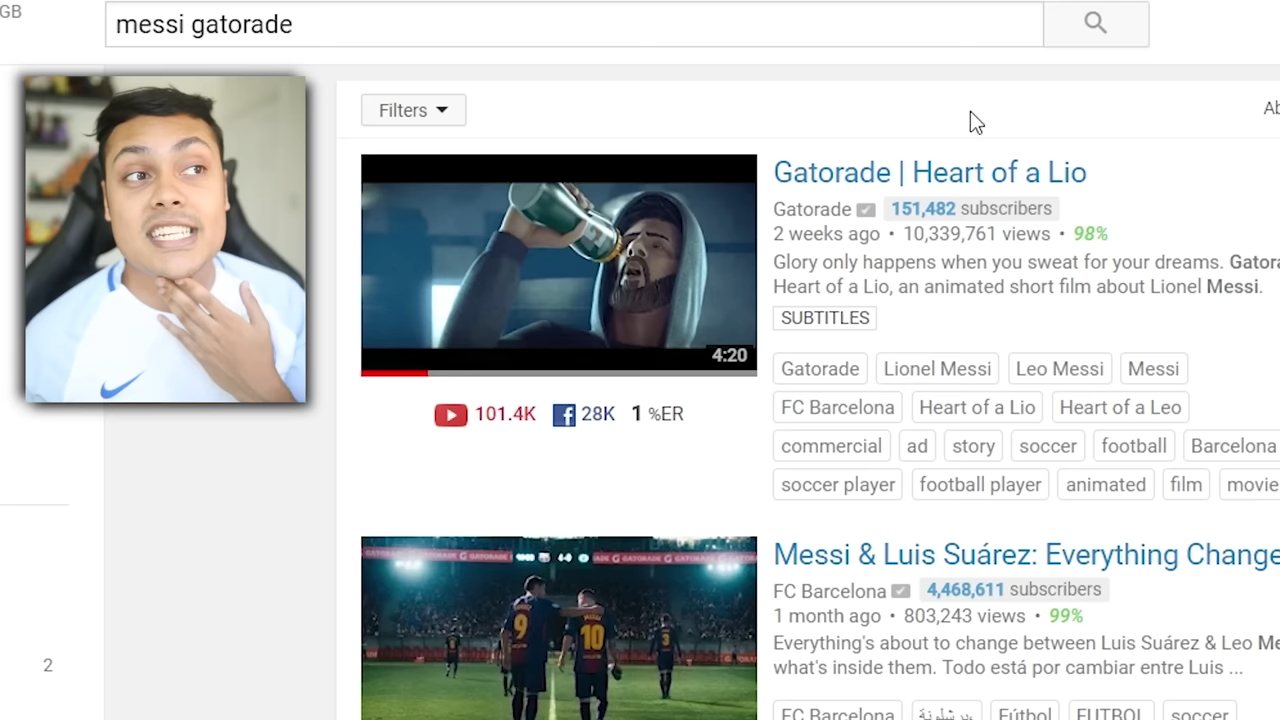 GB
messi gatorade
Filters
Ab
Gatorade | Heart of a Lio
Gatorade 151,482 subscribers
2 weeks ago • 10,339,761 views • 98%
Glory only happens when you sweat for your dreams. Gatora
Heart of a Lio, an animated short film about Lionel Messi.
SUBTITLES
4:20
101.4K 28K 1 %ER
Gatorade Lionel Messi Leo Messi Messi
FC Barcelona Heart of a Lio Heart of a Leo
commercial ad story soccer football Barcelona
soccer player football player animated film movie
Messi & Luis Suárez: Everything Change
FC Barcelona 4,468,611 subscribers
1 month ago • 803,243 views • 99%
Everything's about to change between Luis Suárez & Leo Me
what's inside them. Todo está por cambiar entre Luis ...
FC Barcelona برشلونة Fútbol FUTBOL soccer
GATORADE
9
10
3
2